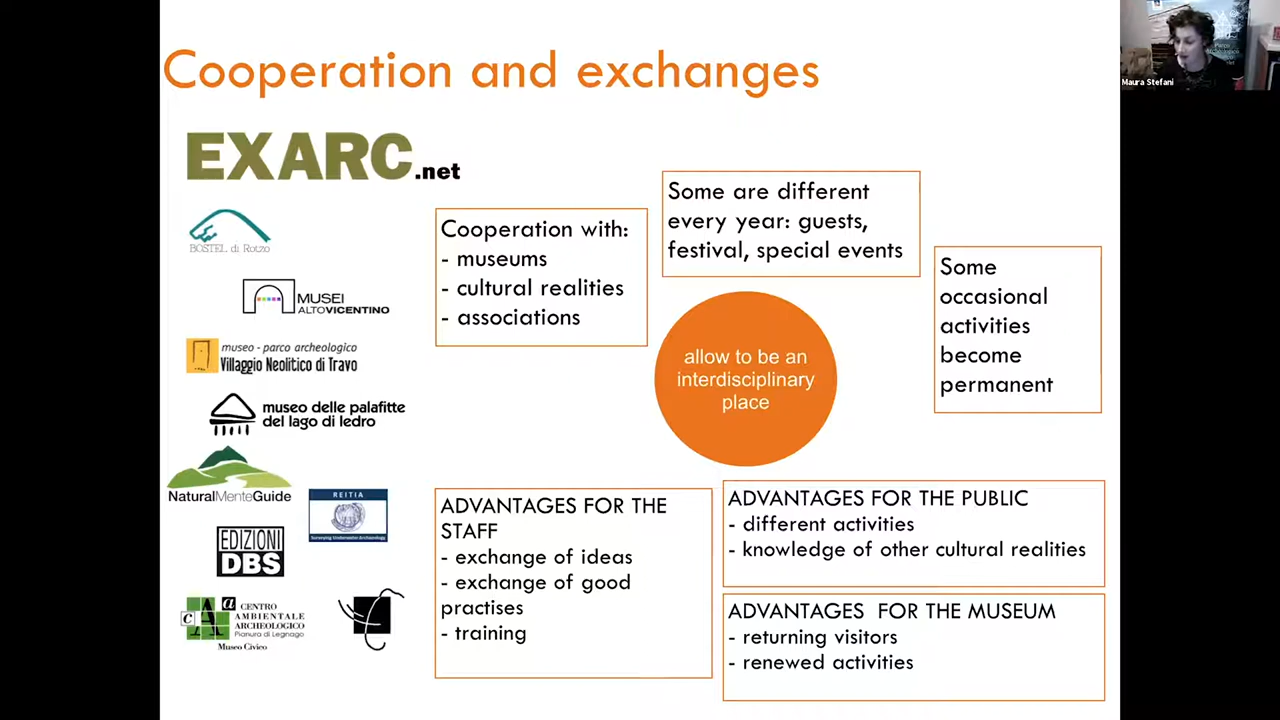 Cooperation and exchanges
Maura Stefani
EXARC.net
BOSTEL di Rotzo
MUSEI
ALTOVICENTINO
museo - parco archeologico
Villaggio Neolitico di Travo
museo delle palafitte
del lago di ledro
NaturalMenteGuide
REITIA
Surveying Underwater Archaeology
EDIZIONI
DBS
CAAa
CENTRO
AMBIENTALE
ARCHEOLOGICO
Pianura di Legnago
Museo Civico
Cooperation with:
- museums
- cultural realities
- associations
Some are different
every year: guests,
festival, special events
Some
occasional
activities
become
permanent
allow to be an
interdisciplinary
place
ADVANTAGES FOR THE
STAFF
- exchange of ideas
- exchange of good
practises
- training
ADVANTAGES FOR THE PUBLIC
- different activities
- knowledge of other cultural realities
ADVANTAGES FOR THE MUSEUM
- returning visitors
- renewed activities